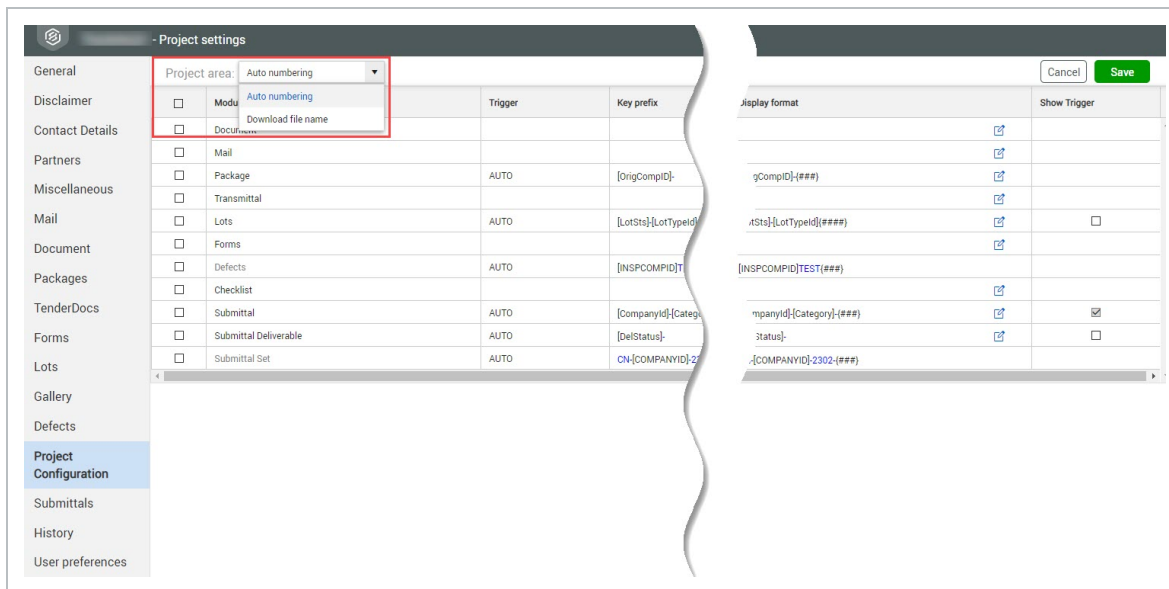 - Project settings
General
Disclaimer
Contact Details
Partners
Miscellaneous
Mail
Document
Packages
TenderDocs
Forms
Lots
Gallery
Defects
Project
Configuration
Submittals
History
User preferences
Project area: Auto numbering
Cancel Save
Auto numbering
Download file name
Modu Trigger Key prefix Display format Show Trigger
Document
Mail
Package AUTO [OrigCompID]- gCompID]-{###}
Transmittal
Lots AUTO [LotSts]-[LotTypeId] tSts]-[LotTypeId]{####}
Forms
Defects AUTO [INSPCOMPID]T [INSPCOMPID]TEST{###}
Checklist
Submittal AUTO [CompanyId]-[Catego mpanyId]-[Category]-{###}
Submittal Deliverable AUTO [DelStatus]- Status]-
Submittal Set AUTO CN-[COMPANYID]-2 -[COMPANYID]-2302-{###}